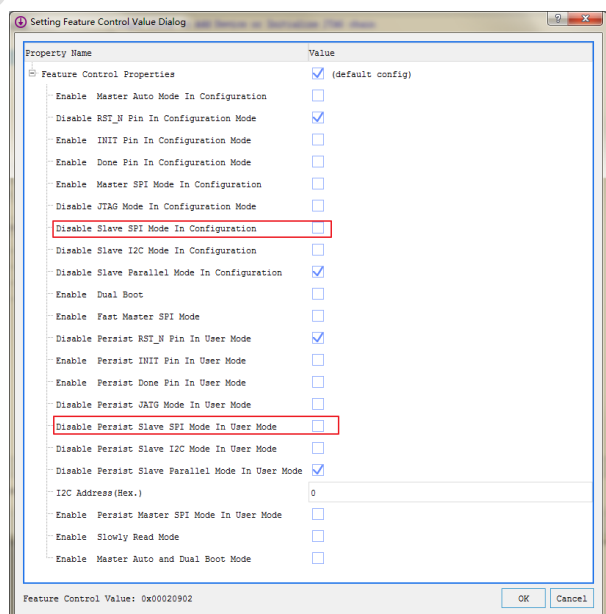 Setting Feature Control Value Dialog
Property Name Value
Feature Control Properties (default config)
Enable Master Auto Mode In Configuration
Disable RST_N Pin In Configuration Mode
Enable INIT Pin In Configuration Mode
Enable Done Pin In Configuration Mode
Enable Master SPI Mode In Configuration
Disable JTAG Mode In Configuration Mode
Disable Slave SPI Mode In Configuration
Disable Slave I2C Mode In Configuration
Disable Slave Parallel Mode In Configuration
Enable Dual Boot
Enable Fast Master SPI Mode
Disable Persist RST_N Pin In User Mode
Enable Persist INIT Pin In User Mode
Enable Persist Done Pin In User Mode
Disable Persist JATG Mode In User Mode
Disable Persist Slave SPI Mode In User Mode
Disable Persist Slave I2C Mode In User Mode
Disable Persist Slave Parallel Mode In User Mode
I2C Address(Hex.) 0
Enable Persist Master SPI Mode In User Mode
Enable Slowly Read Mode
Enable Master Auto and Dual Boot Mode
Feature Control Value: 0x00020902 OK Cancel